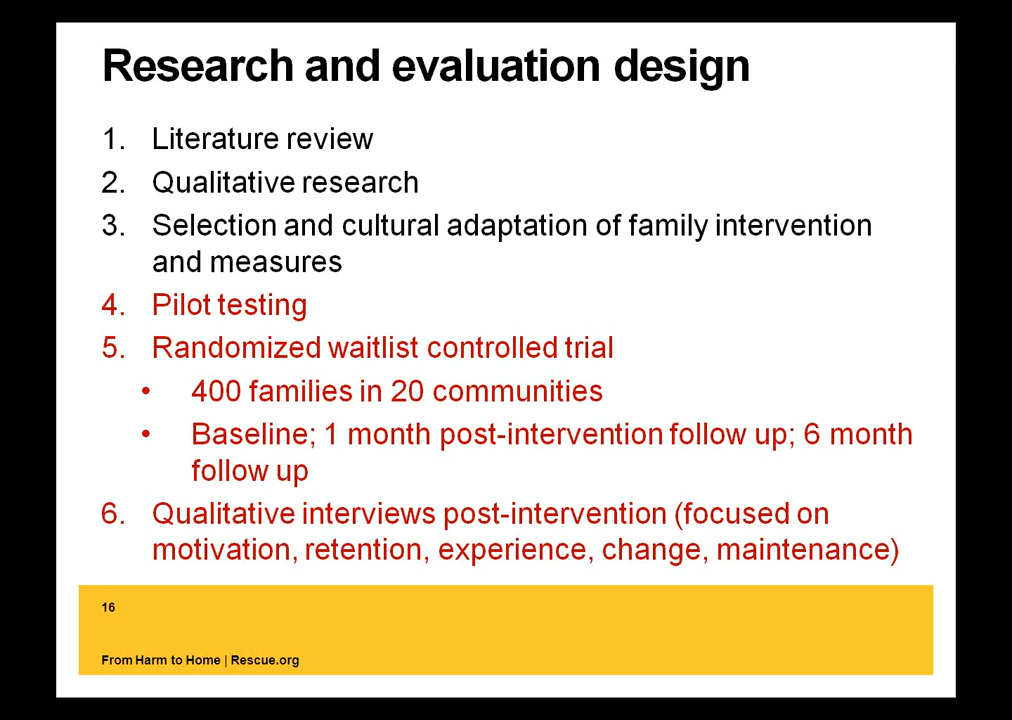 Research and evaluation design
1. Literature review
2. Qualitative research
3. Selection and cultural adaptation of family intervention
and measures
4. Pilot testing
5. Randomized waitlist controlled trial
• 400 families in 20 communities
• Baseline; 1 month post-intervention follow up; 6 month
follow up
6. Qualitative interviews post-intervention (focused on
motivation, retention, experience, change, maintenance)
16
From Harm to Home | Rescue.org